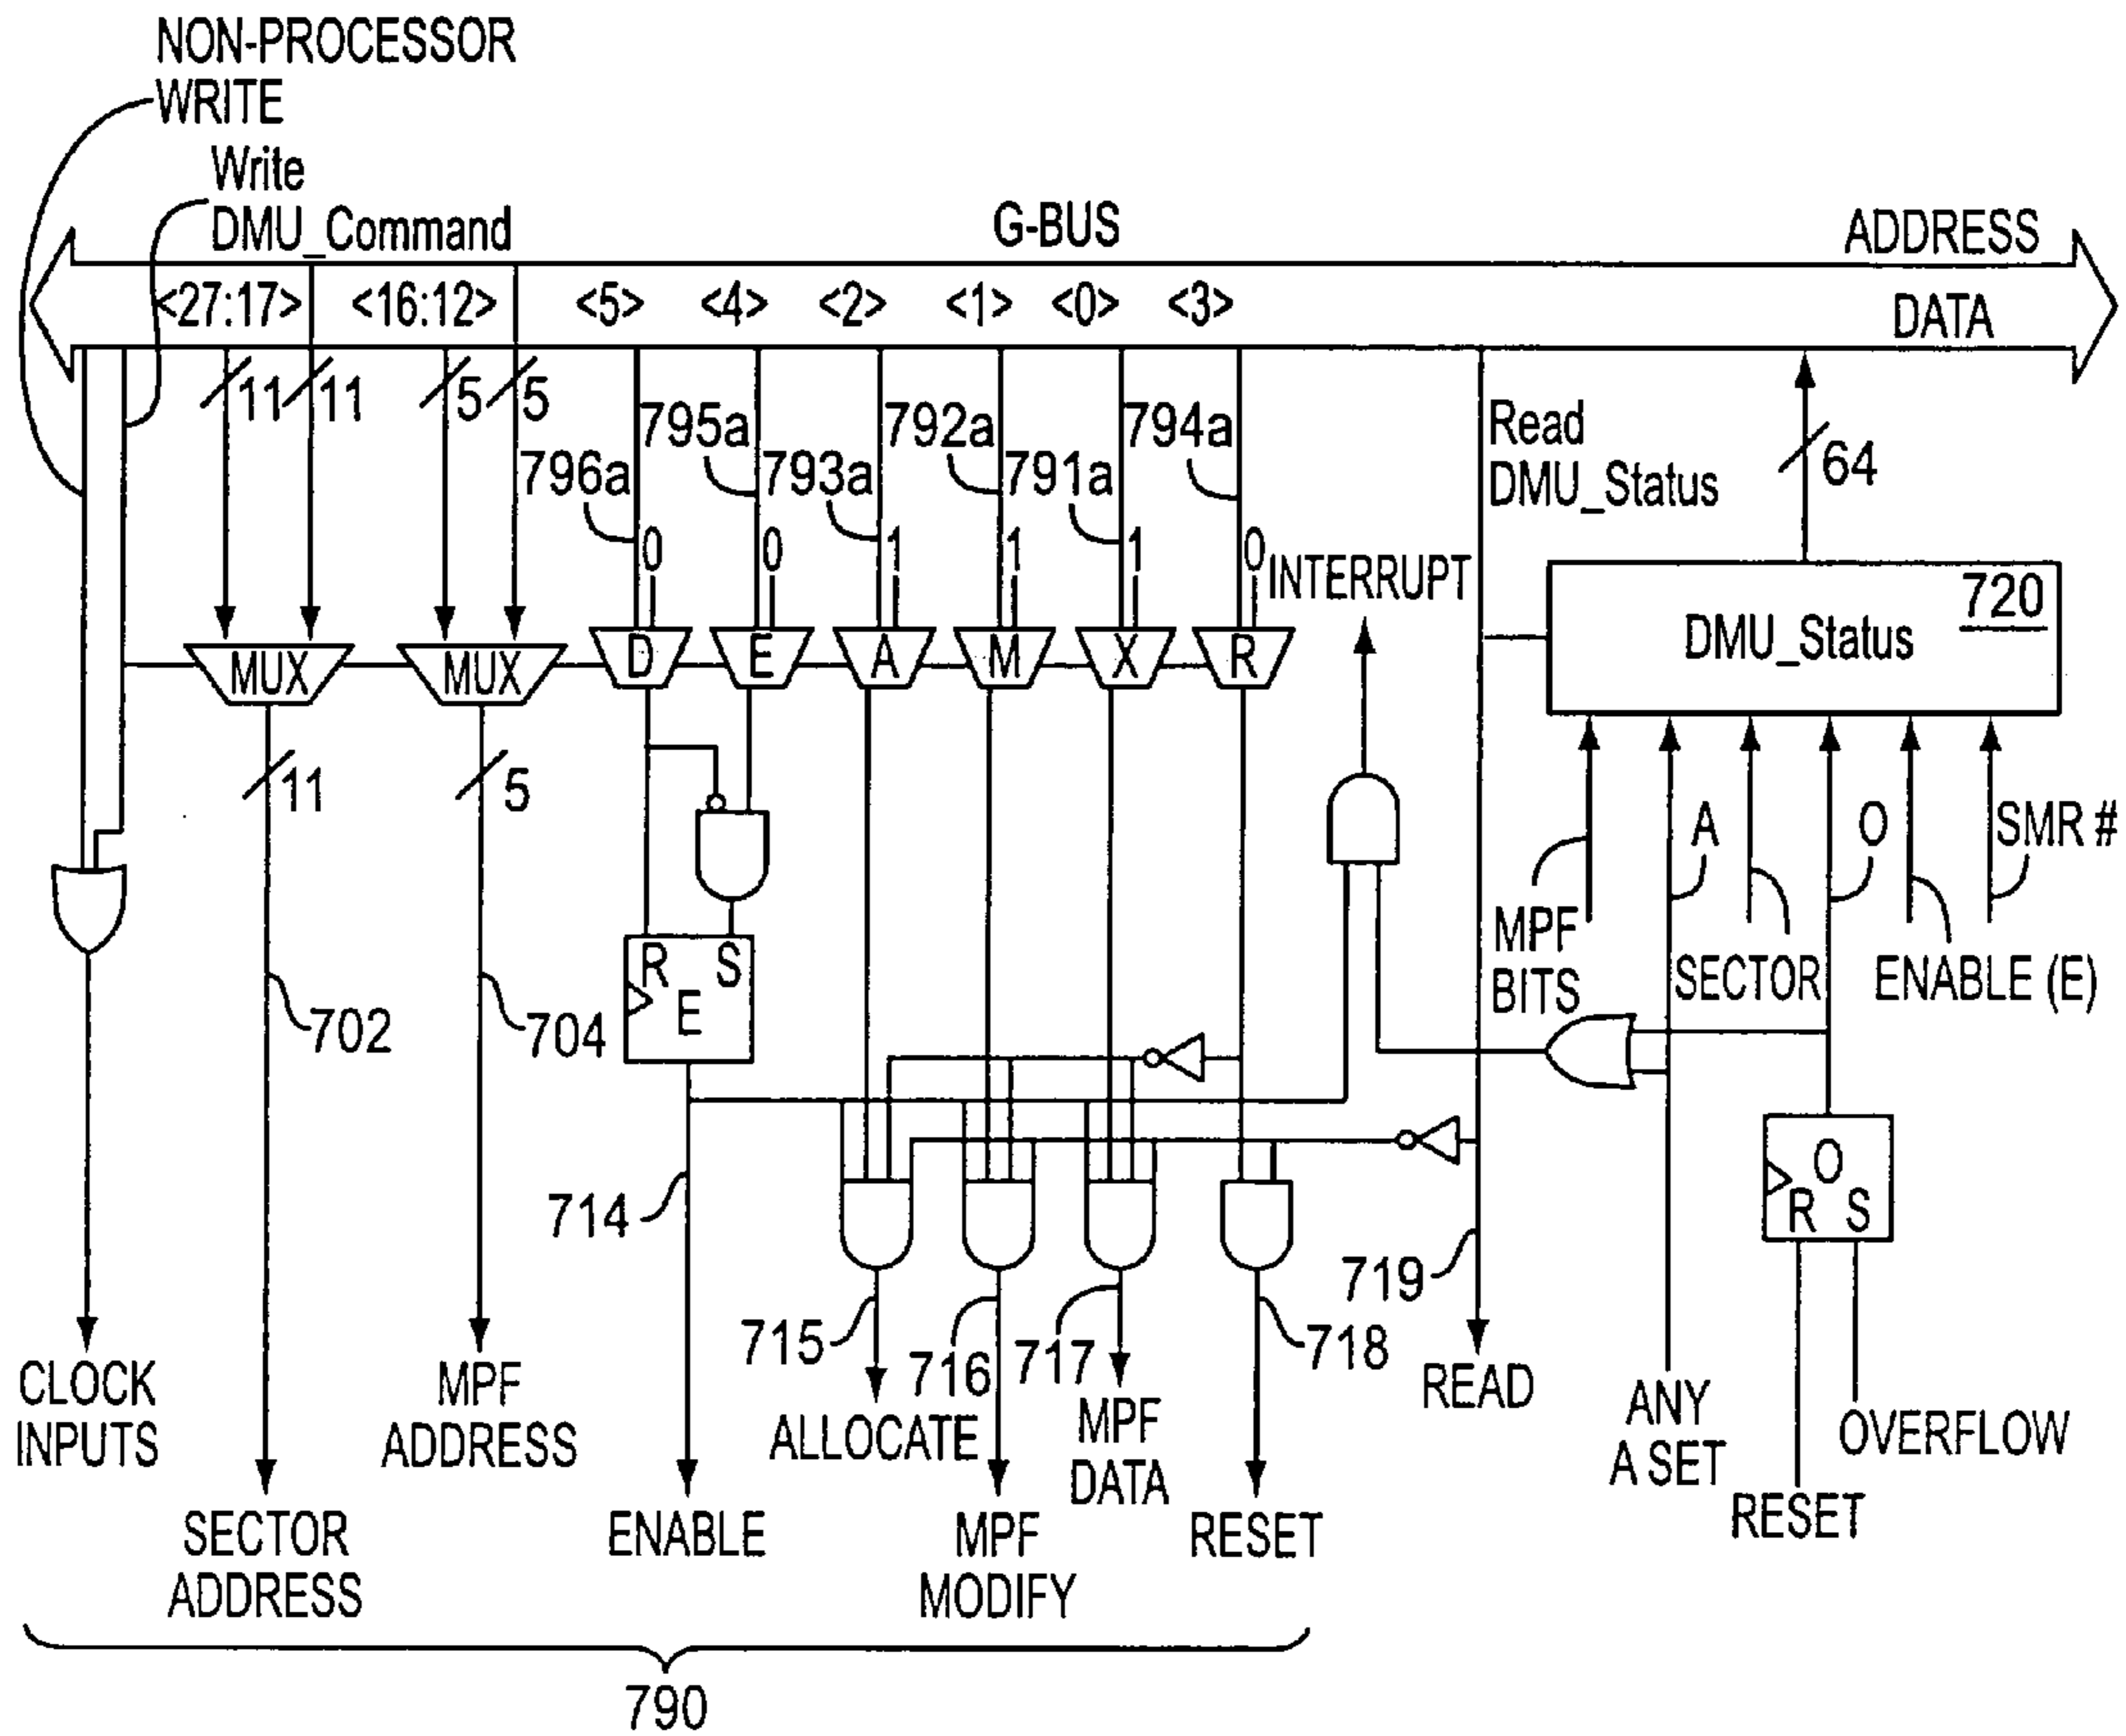 NON-PROCESSOR
WRITE
Write
DMU_Command
G-BUS
ADDRESS
DATA
<27:17>
<16:12>
<5>
<4>
<2>
<1>
<0>
<3>
11
11
5
5
796a
795a
793a
792a
791a
794a
0
0
1
1
1
0
Read
DMU_Status
64
INTERRUPT
MUX
MUX
D
E
A
M
X
R
DMU_Status
720
11
5
R S
E
MPF
BITS
A
SECTOR
O
ENABLE (E)
SMR #
702
704
714
O
R S
715
716
717
718
719
CLOCK
INPUTS
SECTOR
ADDRESS
MPF
ADDRESS
ENABLE
ALLOCATE
MPF
MODIFY
MPF
DATA
RESET
READ
ANY
A SET
RESET
OVERFLOW
790